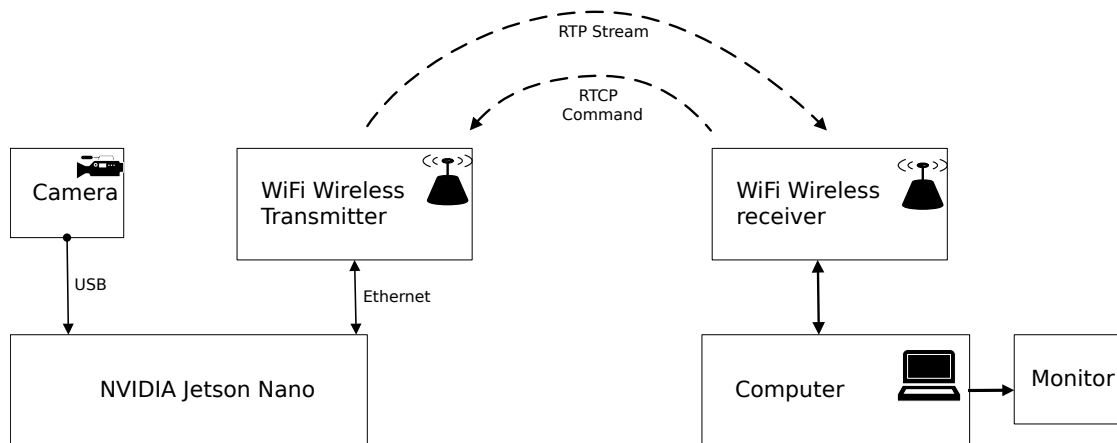 RTP Stream
RTCP
Command
Camera
WiFi Wireless
Transmitter
WiFi Wireless
receiver
USB
Ethernet
NVIDIA Jetson Nano
Computer
Monitor